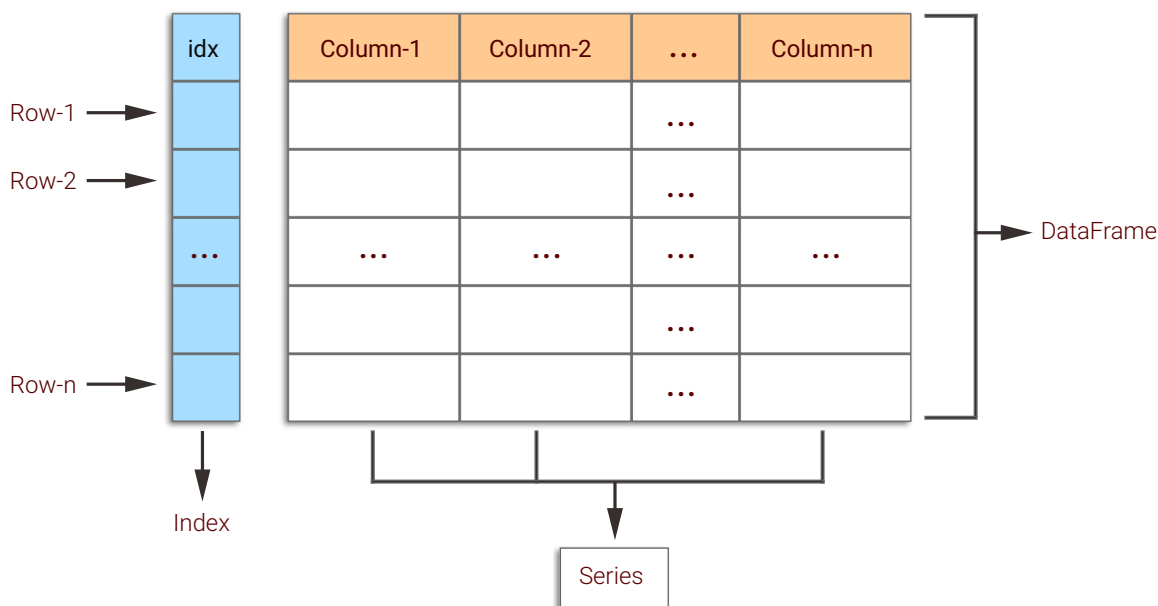 idx Column-1 Column-2 ... Column-n
Row-1 ...
Row-2 ...
... ... ... ... ...
DataFrame
...
Row-n ...
Index
Series